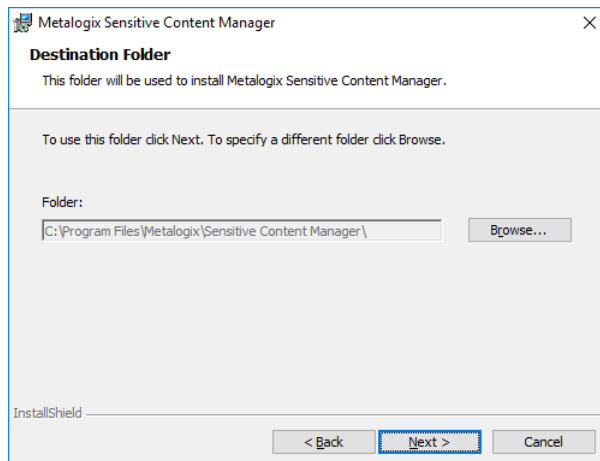 Metalogix Sensitive Content Manager
Destination Folder
This folder will be used to install Metalogix Sensitive Content Manager.
To use this folder click Next. To specify a different folder click Browse.
Folder:
C:\Program Files\Metalogix\Sensitive Content Manager\
Browse...
InstallShield
< Back
Next >
Cancel